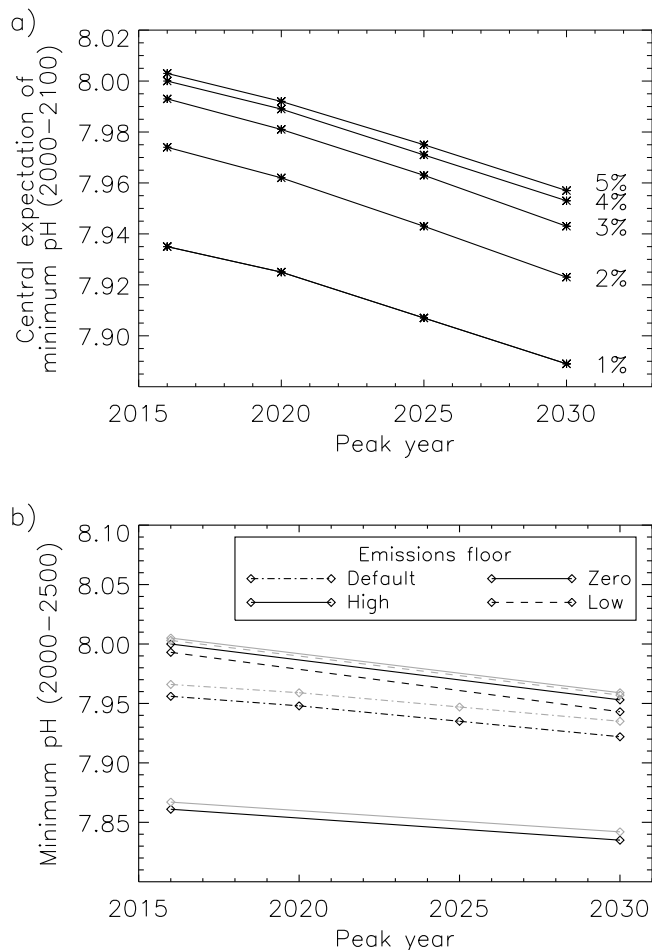 a)
Central expectation of
minimum pH (2000−2100)
8.02
8.00
7.98
7.96
7.94
7.92
7.90
5%
4%
3%
2%
1%
2015 2020 2025 2030
Peak year
b)
Minimum pH (2000−2500)
8.10
8.05
8.00
7.95
7.90
7.85
Emissions floor
Default Zero
High Low
2015 2020 2025 2030
Peak year